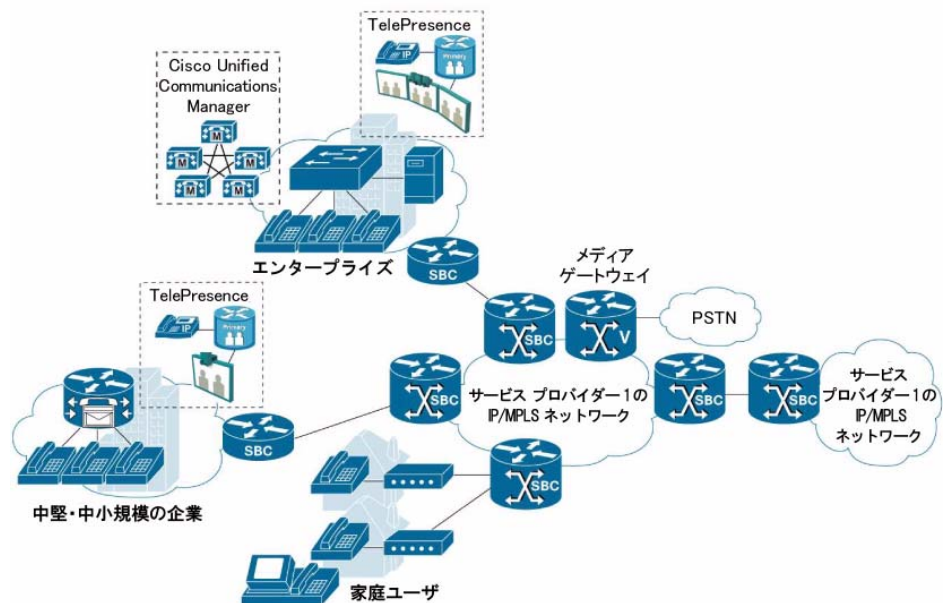 TelePresence
IP
Primary
Cisco Unified
Communications
Manager
M
M
M
M
M
エンタープライズ
SBC
メディア
ゲートウェイ
TelePresence
IP
Primary
SBC
V
PSTN
SBC
サービス プロバイダー 1の
IP/MPLS ネットワーク
SBC
SBC
サービス
プロバイダー 1の
IP/MPLS
ネットワーク
SBC
SBC
中堅・中小規模の企業
家庭ユーザ